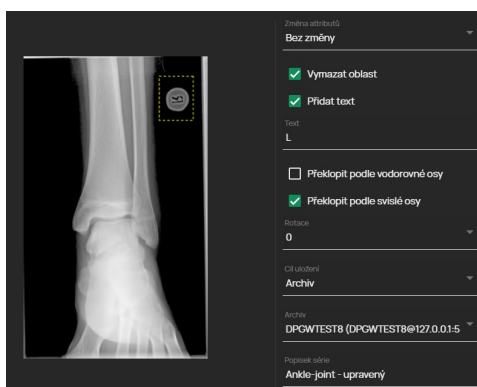 Změna atributů
Bez změny
Vymazat oblast
Přidat text
Text
L
Překlopit podle vodorovné osy
Překlopit podle svislé osy
Rotace
0
Cíl uložení
Archiv
Archiv
DPGWTEST8 (DPGWTEST8@127.0.0.1:5
Popisek série
Ankle-joint - upravený